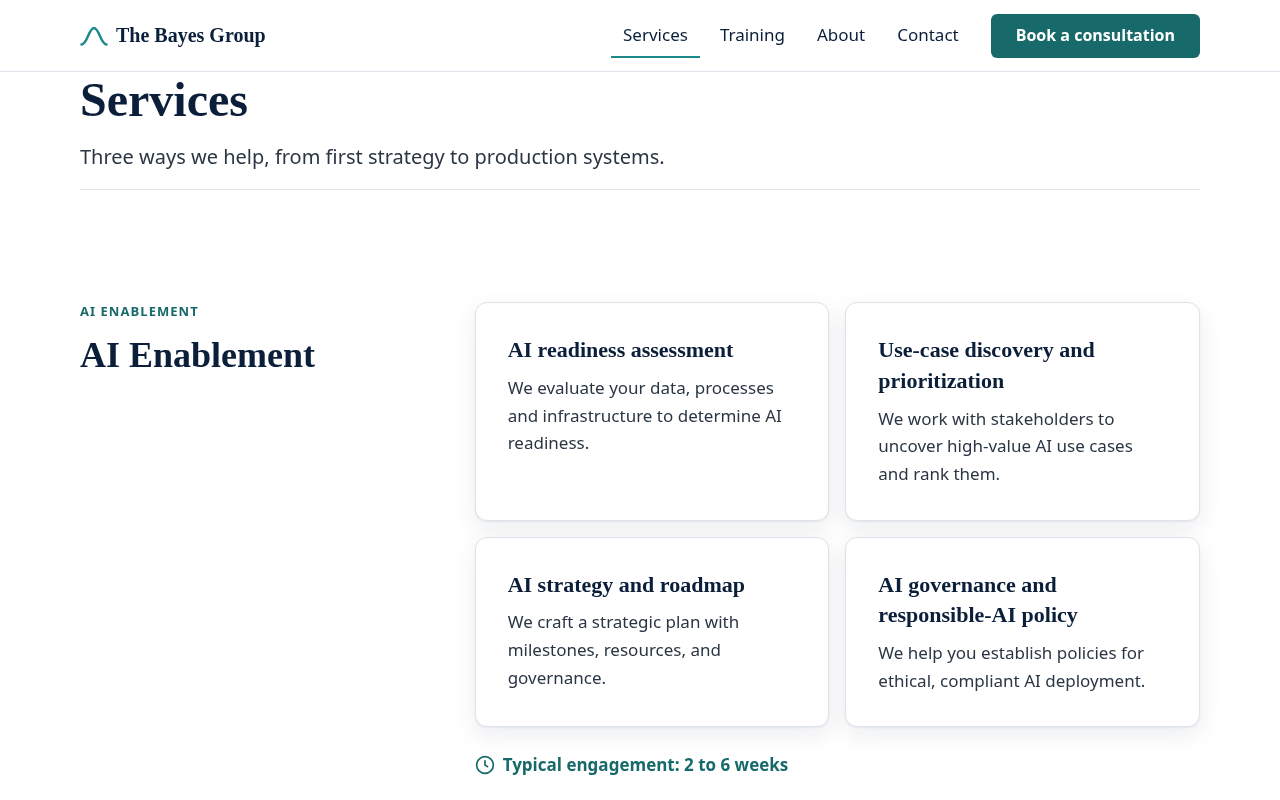 The Bayes Group
Services
Training
About
Contact
Book a consultation
Services
Three ways we help, from first strategy to production systems.
AI ENABLEMENT
AI Enablement
AI readiness assessment
We evaluate your data, processes
and infrastructure to determine AI
readiness.
Use-case discovery and
prioritization
We work with stakeholders to
uncover high-value AI use cases
and rank them.
AI strategy and roadmap
We craft a strategic plan with
milestones, resources, and
governance.
AI governance and
responsible-AI policy
We help you establish policies for
ethical, compliant AI deployment.
Typical engagement: 2 to 6 weeks